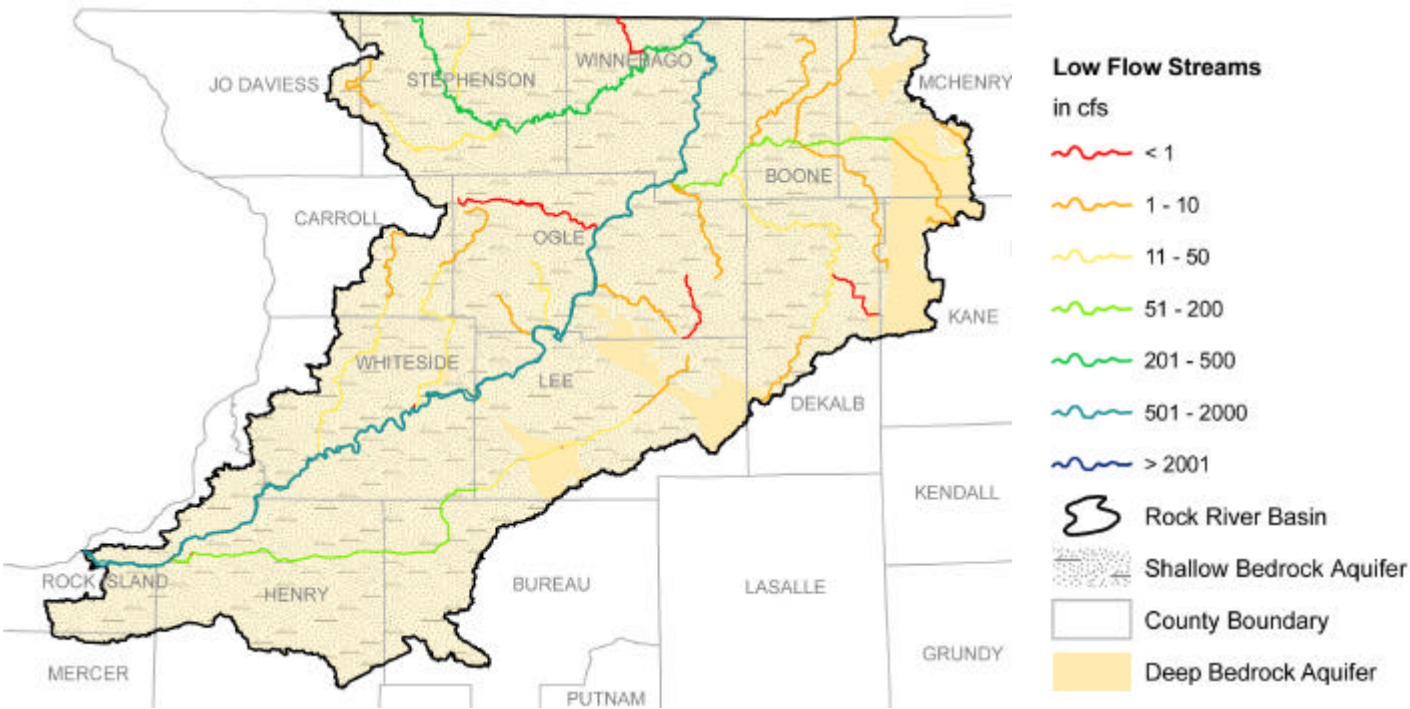 JO DAVIESS
STEPHENSON
WINNEBAGO
MCHENRY
BOONE
CARROLL
OGLE
KANE
WHITESIDE
LEE
DEKALB
KENDALL
ROCK ISLAND
HENRY
BUREAU
LASALLE
GRUNDY
MERCER
PUTNAM
Low Flow Streams
in cfs
< 1
1 - 10
11 - 50
51 - 200
201 - 500
501 - 2000
> 2001
Rock River Basin
Shallow Bedrock Aquifer
County Boundary
Deep Bedrock Aquifer